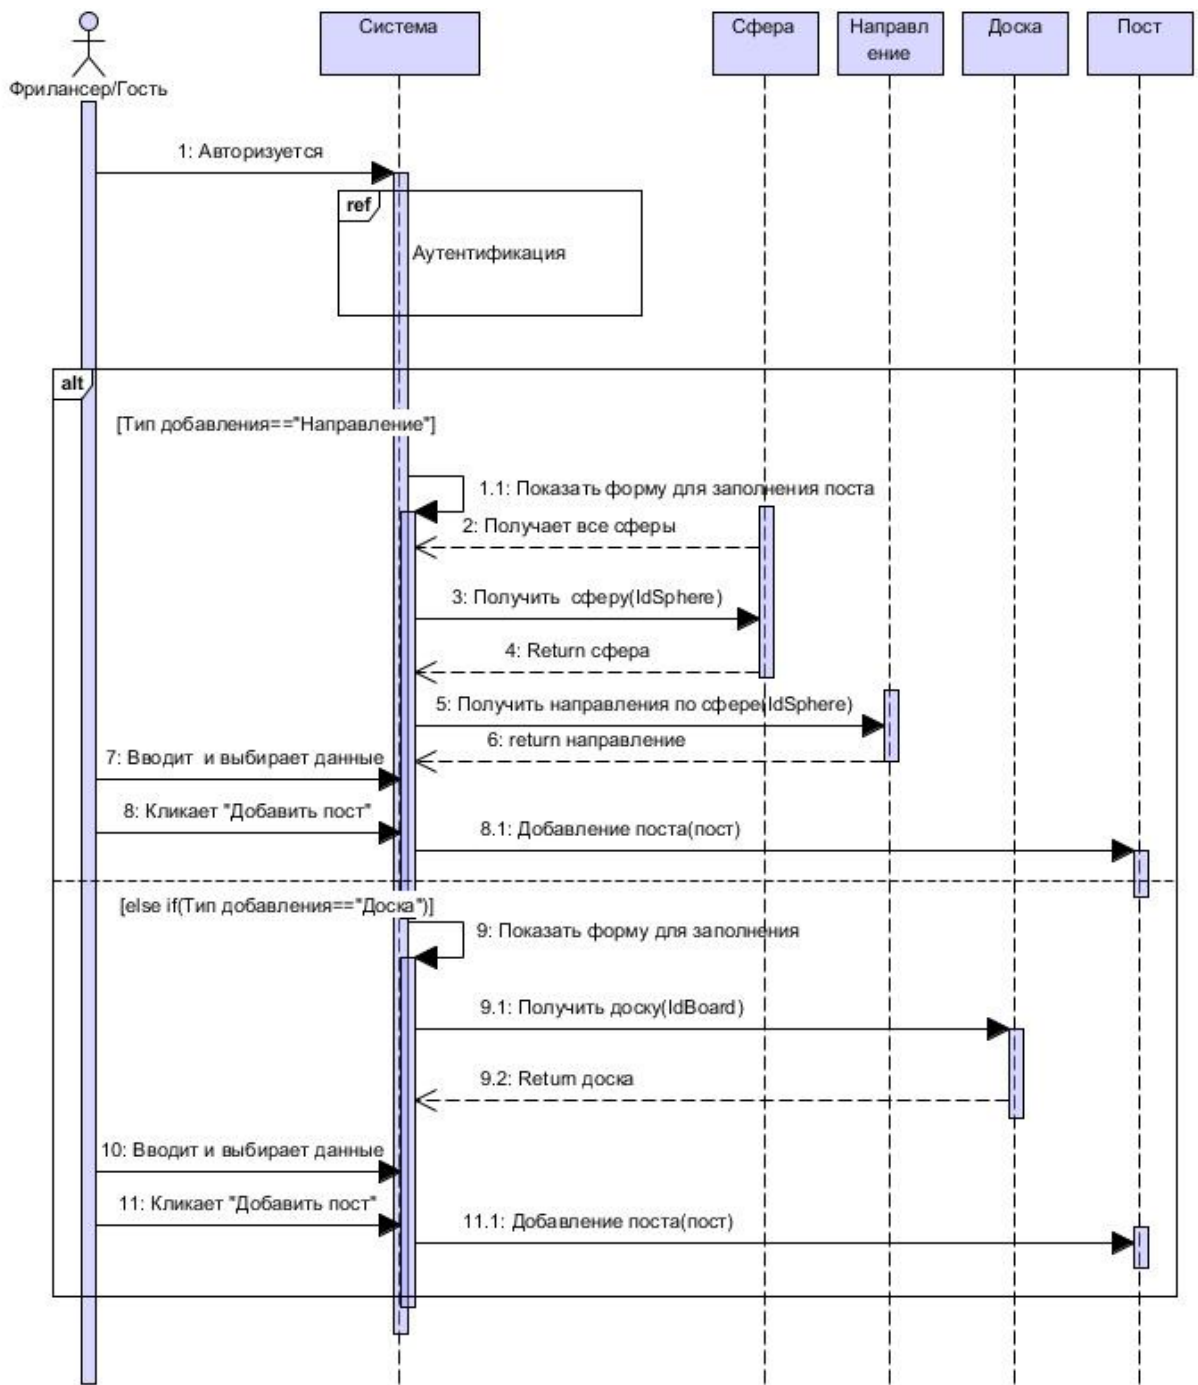 Фрилансер/Гость
Система
Сфера
Направл
ение
Доска
Пост
1: Авторизуется
ref
Аутентификация
alt
[Тип добавления=="Направление"]
1.1: Показать форму для заполнения поста
2: Получает все сферы
3: Получить сферу(IdSphere)
4: Return сфера
5: Получить направления по сфере(IdSphere)
6: return направление
7: Вводит и выбирает данные
8: Кликает "Добавить пост"
8.1: Добавление поста(пост)
[else if(Тип добавления=="Доска")]
9: Показать форму для заполнения
9.1: Получить доску(IdBoard)
9.2: Return доска
10: Вводит и выбирает данные
11: Кликает "Добавить пост"
11.1: Добавление поста(пост)